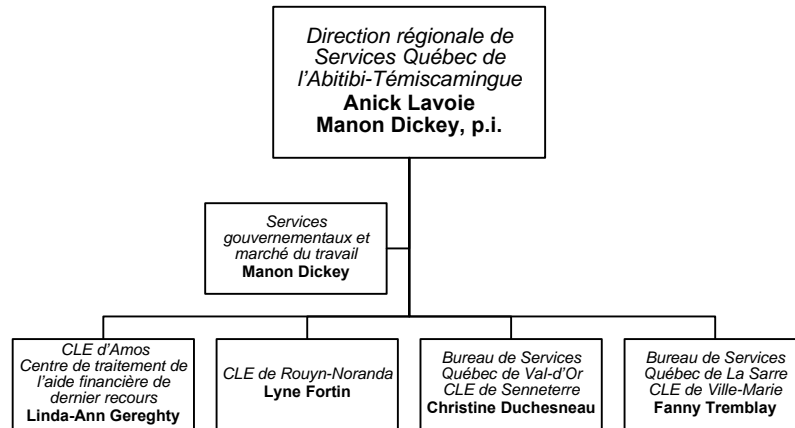 Direction régionale de
Services Québec de
l'Abitibi-Témiscamingue
Anick Lavoie
Manon Dickey, p.i.
Services
gouvernementaux et
marché du travail
Manon Dickey
CLE d'Amos
Centre de traitement de
l'aide financière de
dernier recours
Linda-Ann Gereghty
CLE de Rouyn-Noranda
Lyne Fortin
Bureau de Services
Québec de Val-d'Or
CLE de Senneterre
Christine Duchesneau
Bureau de Services
Québec de La Sarre
CLE de Ville-Marie
Fanny Tremblay